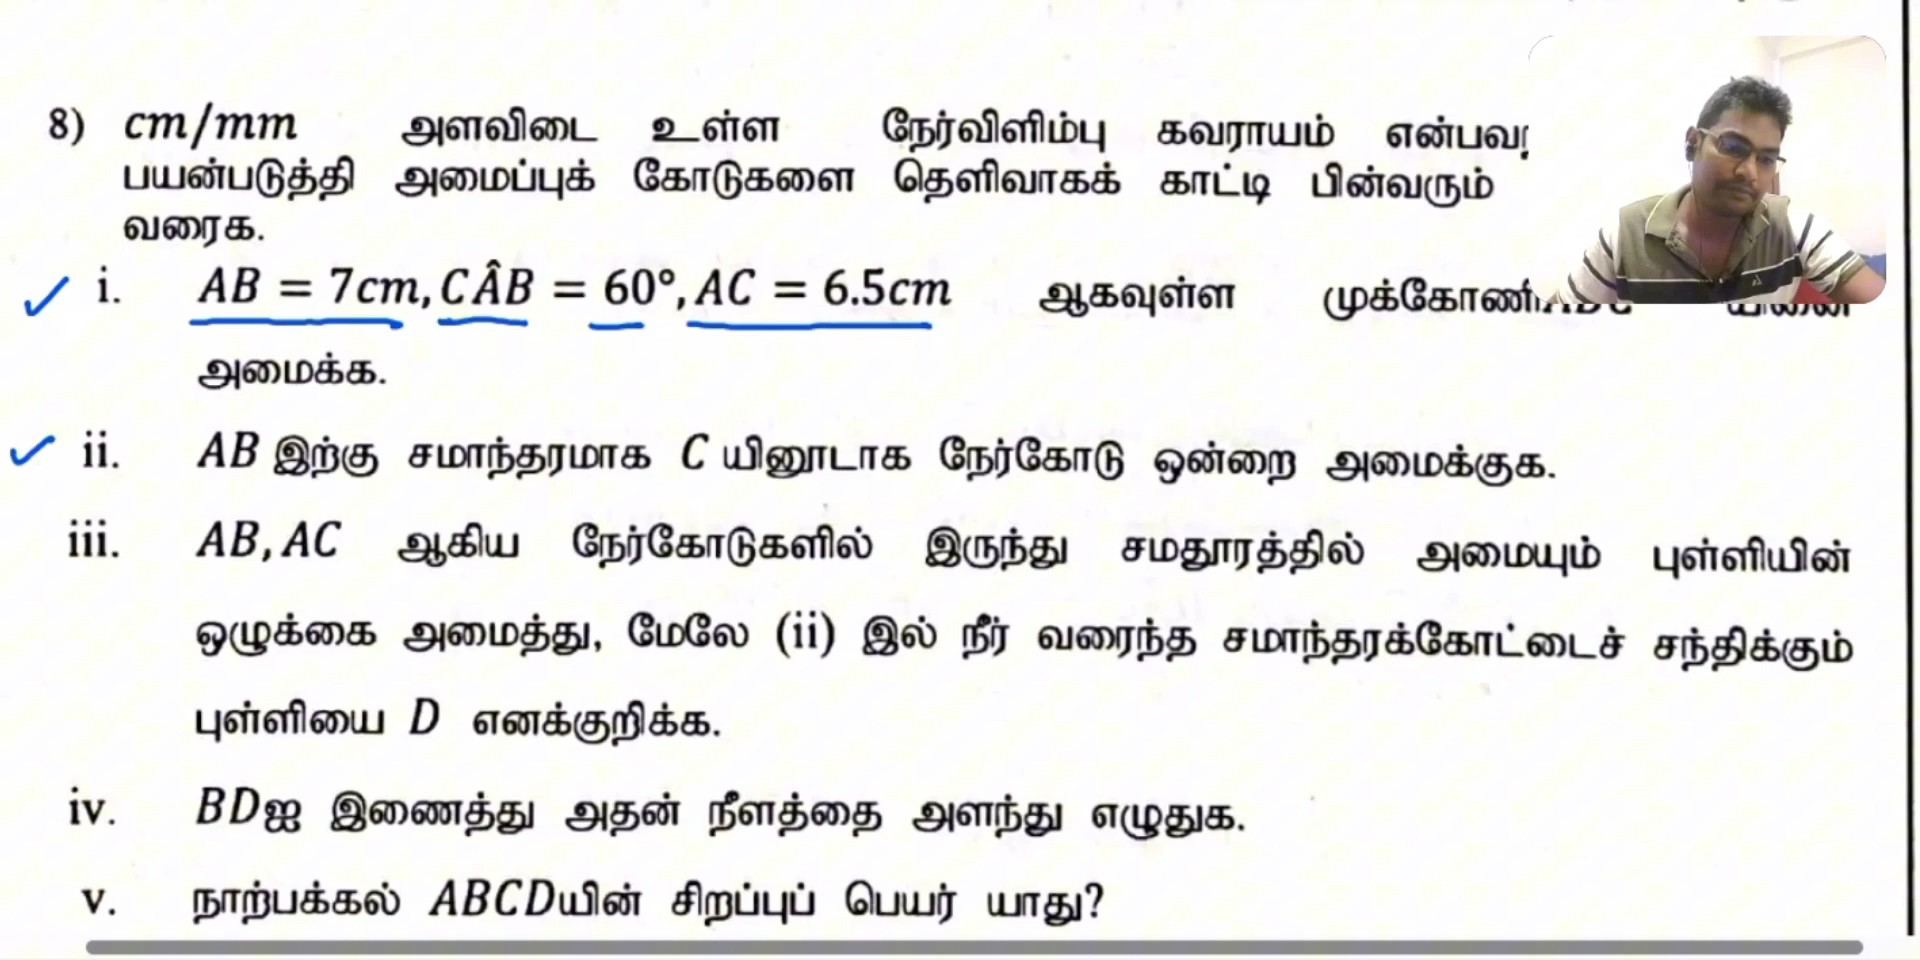 8) cm/mm அளவிடை உள்ள நேர்விளிம்பு கவராயம்
பயன்படுத்தி அமைப்புக் கோடுகளை தெளிவாகக் காட்டி பின்வரும்
வரைக.
i. AB = 7cm, CÂB = 60°, AC = 6.5cm ஆகவுள்ள
அமைக்க.
ii. AB இற்கு சமாந்தரமாக C யினூடாக நேர்கோடு ஒன்றை அமைக்குக.
iii. AB, AC ஆகிய நேர்கோடுகளில் இருந்து சமதூரத்தில் அமையும் புள்ளியின்
ஒழுக்கை அமைத்து, மேலே (ii) இல் நீர் வரைந்த சமாந்தரக்கோட்டைச் சந்திக்கும்
புள்ளியை D எனக்குறிக்க.
iv. BDஐ இணைத்து அதன் நீளத்தை அளந்து எழுதுக.
v. நாற்பக்கல் ABCDயின் சிறப்புப் பெயர் யாது?